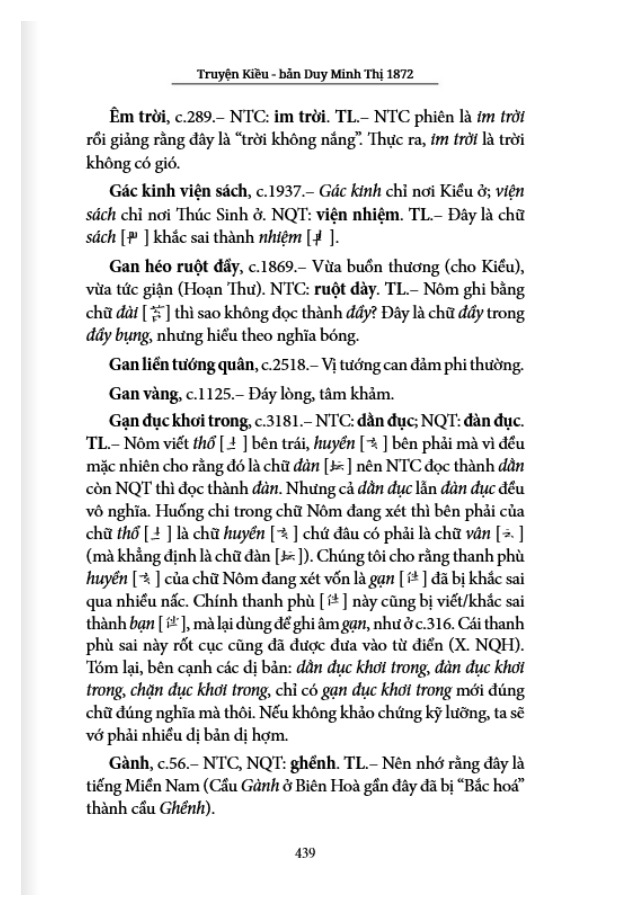 Truyện Kiều - bản Duy Minh Thị 1872
Êm trời, c.289.– NTC: im trời. TL.– NTC phiên là im trời
rồi giảng rằng đây là “trời không nắng”. Thực ra, im trời là trời
không có gió.
Gác kinh viện sách, c.1937.– Gác kinh chỉ nơi Kiều ở; viện
sách chỉ nơi Thúc Sinh ở. NQT: viện nhiệm. TL.– Đây là chữ
sách [ ] khắc sai thành nhiệm [ ].
Gan héo ruột đầy, c.1869.– Vừa buồn thương (cho Kiều),
vừa tức giận (Hoạn Thư). NTC: ruột dày. TL.– Nôm ghi bằng
chữ đài [苔] thì sao không đọc thành đầy? Đây là chữ đầy trong
đầy bụng, nhưng hiểu theo nghĩa bóng.
Gan liền tướng quân, c.2518.– Vị tướng can đảm phi thường.
Gan vàng, c.1125.– Đáy lòng, tâm khảm.
Gạn đục khơi trong, c.3181.– NTC: dằn đục; NQT: đàn đục.
TL.– Nôm viết thổ [土] bên trái, huyền [玄] bên phải mà vì đều
mặc nhiên cho rằng đó là chữ đàn [坛] nên NTC đọc thành dằn
còn NQT thì đọc thành đàn. Nhưng cả dằn đục lẫn đàn đục đều
vô nghĩa. Huống chi trong chữ Nôm đang xét thì bên phải của
chữ thổ [土] là chữ huyền [玄] chứ đâu có phải là chữ vân [云]
(mà khẳng định là chữ đàn [坛]). Chúng tôi cho rằng thanh phù
huyền [玄] của chữ Nôm đang xét vốn là gạn [ ] đã bị khắc sai
qua nhiều nấc. Chính thanh phù [ ] này cũng bị viết/khắc sai
thành bạn [ ], mà lại dùng để ghi âm gạn, như ở c.316. Cái thanh
phù sai này rốt cục cũng đã được đưa vào từ điển (X. NQH).
Tóm lại, bên cạnh các dị bản: dằn đục khơi trong, đàn đục khơi
trong, chặn đục khơi trong, chỉ có gạn đục khơi trong mới đúng
chữ đúng nghĩa mà thôi. Nếu không khảo chứng kỹ lưỡng, ta sẽ
vớ phải nhiều dị bản dị hợm.
Gành, c.56.– NTC, NQT: ghềnh. TL.– Nên nhớ rằng đây là
tiếng Miền Nam (Cầu Gành ở Biên Hoà gần đây đã bị “Bắc hoá”
thành cầu Ghềnh).
439